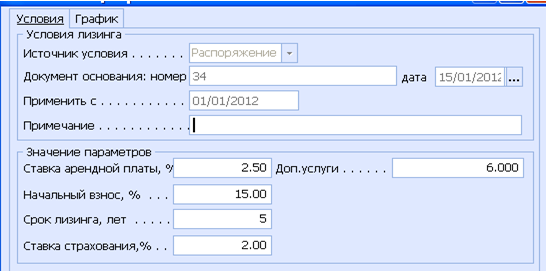 Условия График
Условия лизинга
Источник условия . . . . . . . Распоряжение
Документ основания: номер 34 дата 15/01/2012 ...
Применить с . . . . . . . . . . . 01/01/2012
Примечание . . . . . . . . . . . .
Значение параметров
Ставка арендной платы, % 2.50 Доп.услуги . . . . . . 6.000
Начальный взнос, % . . . . 15.00
Срок лизинга, лет . . . . . 5
Ставка страхования,% . . 2.00